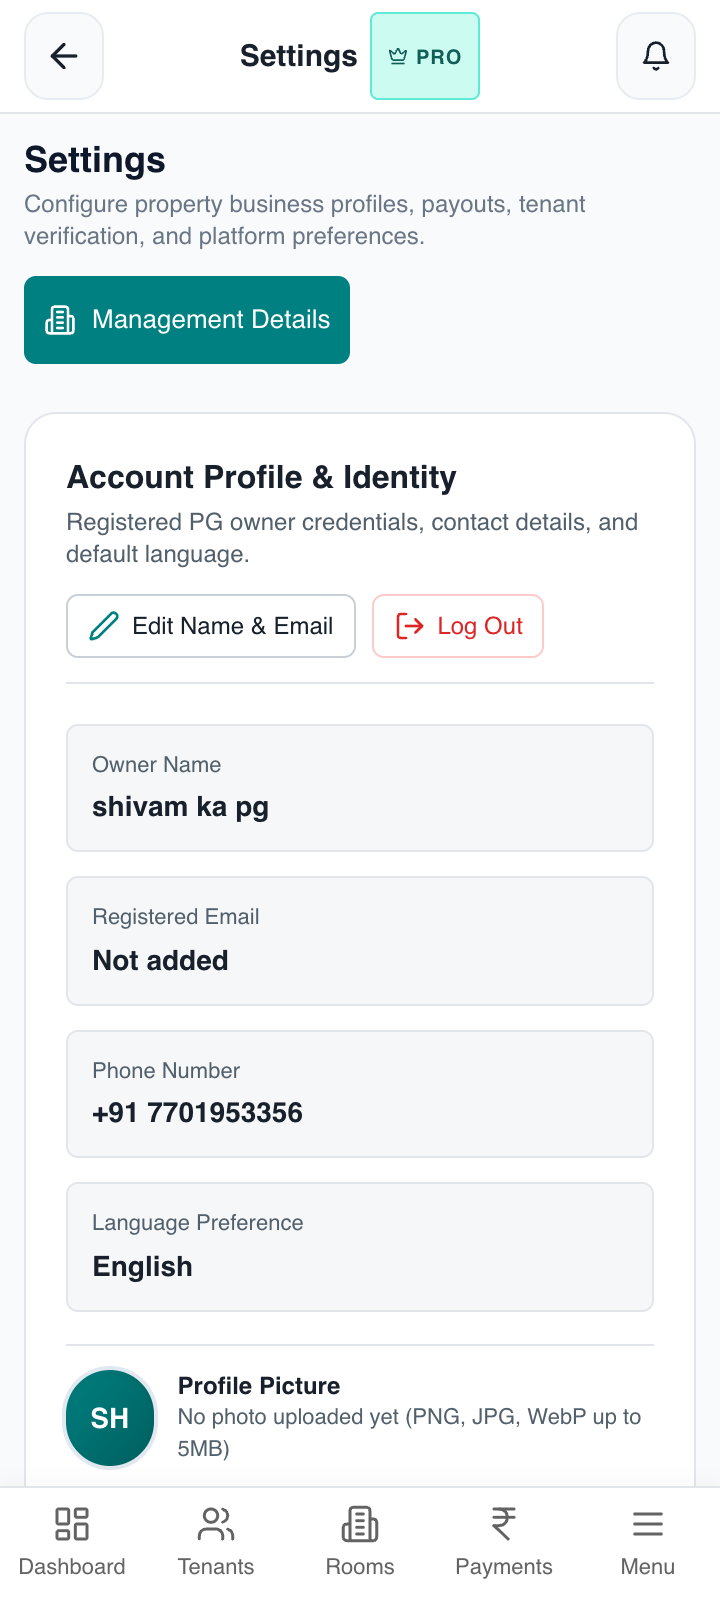 Settings
PRO
Settings
Configure property business profiles, payouts, tenant
verification, and platform preferences.
Management Details
Account Profile & Identity
Registered PG owner credentials, contact details, and
default language.
Edit Name & Email
Log Out
Owner Name
shivam ka pg
Registered Email
Not added
Phone Number
+91 7701953356
Language Preference
English
SH
Profile Picture
No photo uploaded yet (PNG, JPG, WebP up to
5MB)
Dashboard
Tenants
Rooms
Payments
Menu